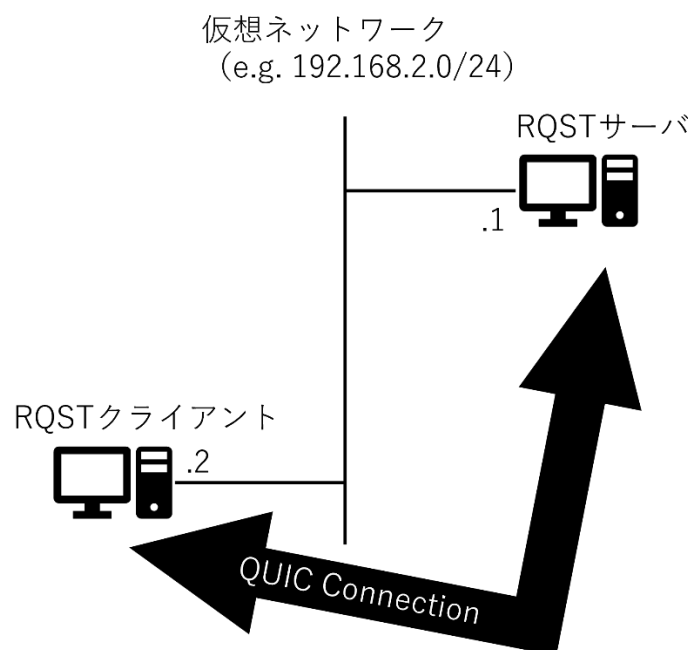 仮想ネットワーク
（e.g. 192.168.2.0/24）
RQSTサーバ
.1
RQSTクライアント
.2
QUIC Connection